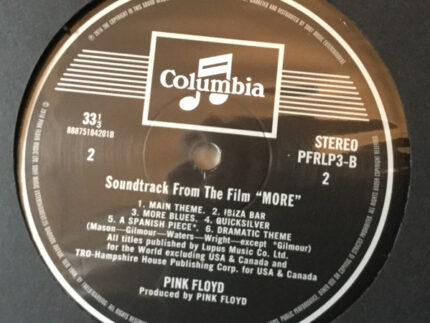 Columbia
33⅓
88875184201B
2
STEREO
PFRLP3-B
2
Soundtrack From The Film "MORE"
1. MAIN THEME. 2. IBIZA BAR
3. MORE BLUES. 4. QUICKSILVER
5. A SPANISH PIECE*. 6. DRAMATIC THEME
(Mason—Gilmour—Waters—Wright—except *Gilmour)
All titles published by Lupus Music Co. Ltd.
for the World excluding USA & Canada and
TRO-Hampshire House Publishing Corp. for USA & Canada
PINK FLOYD
Produced by PINK FLOYD